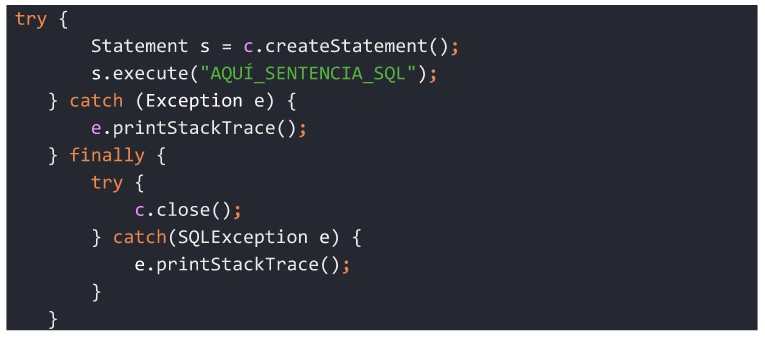 try {
        Statement s = c.createStatement();
        s.execute("AQUÍ_SENTENCIA_SQL");
    } catch (Exception e) {
        e.printStackTrace();
    } finally {
        try {
            c.close();
        } catch(SQLException e) {
            e.printStackTrace();
        }
    }